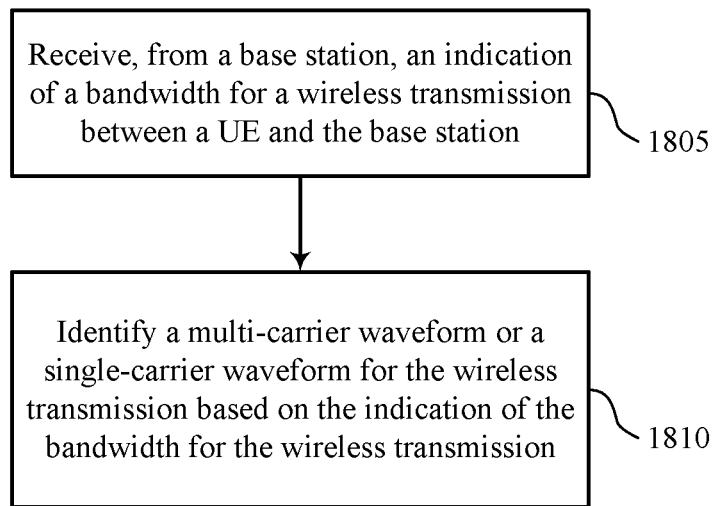 Receive, from a base station, an indication
of a bandwidth for a wireless transmission
between a UE and the base station
1805
Identify a multi-carrier waveform or a
single-carrier waveform for the wireless
transmission based on the indication of the
bandwidth for the wireless transmission
1810